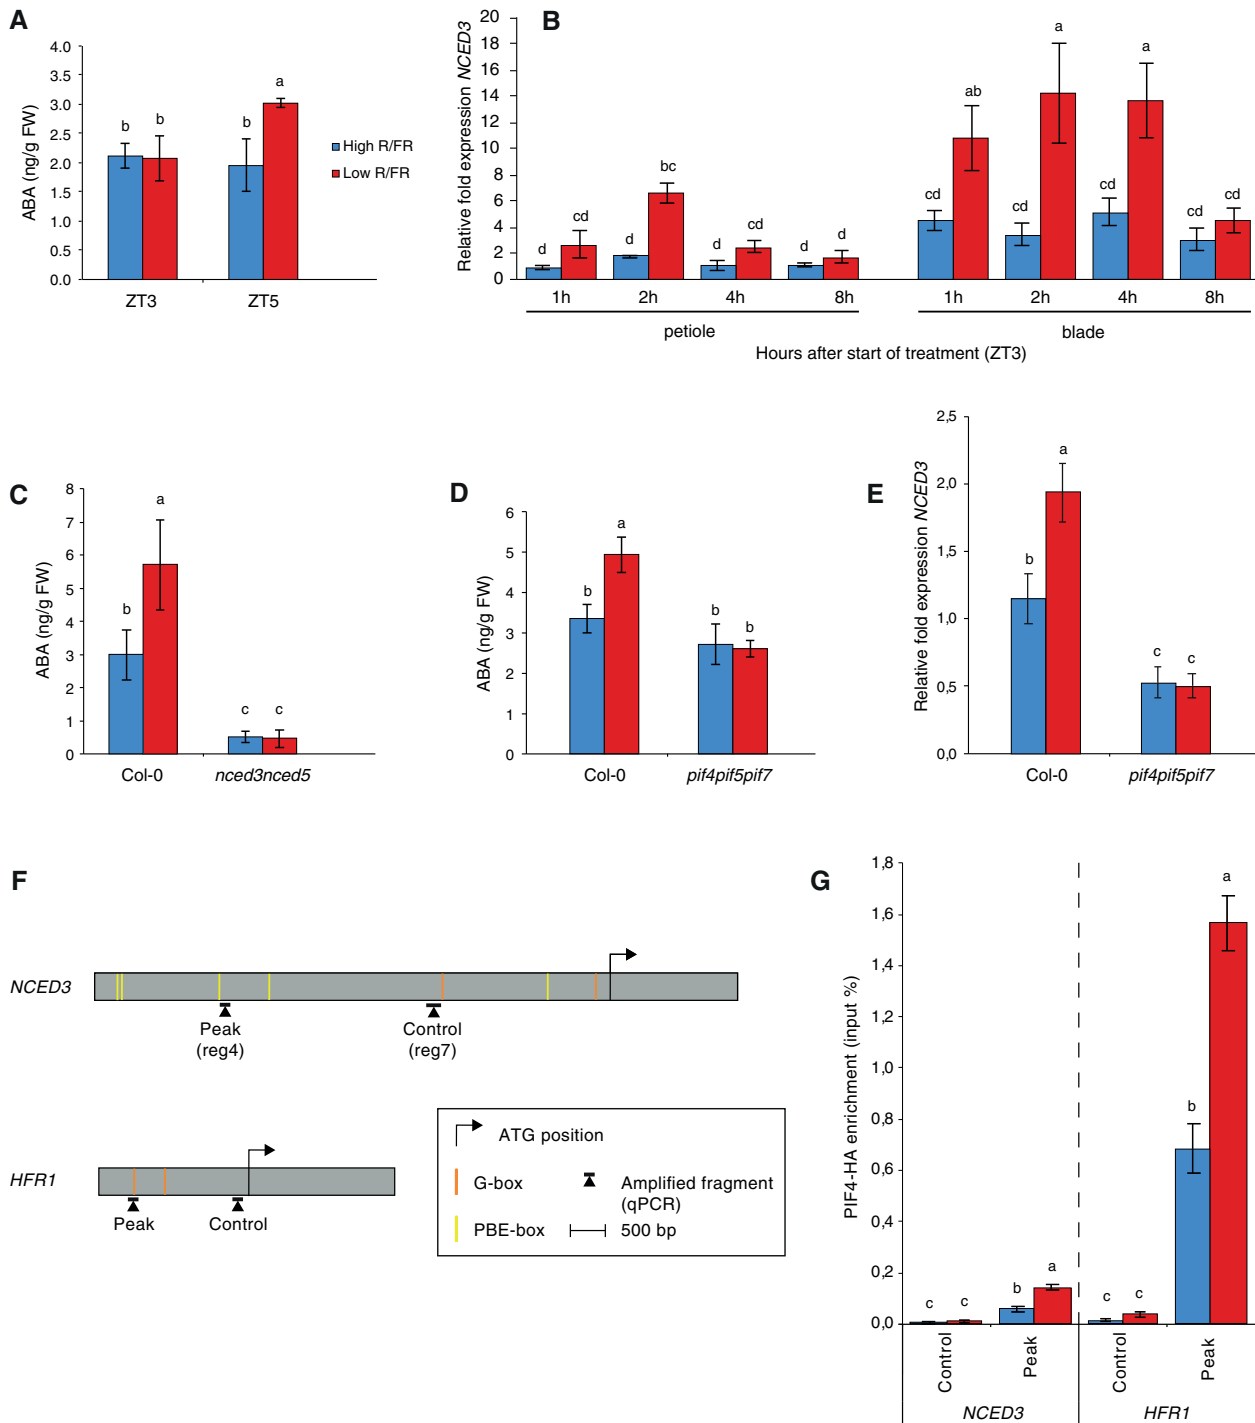 A
4.0
3.5
3.0
2.5
2.0
1.5
1.0
0.5
0.0
ABA (ng/g FW)
b
b
b
a
ZT3
ZT5
High R/FR
Low R/FR
B
20
18
16
14
12
10
8
6
4
2
0
Relative fold expression NCED3
d
cd
d
bc
d
cd
d
d
cd
ab
cd
a
cd
a
cd
cd
1h
2h
4h
8h
1h
2h
4h
8h
petiole
blade
Hours after start of treatment (ZT3)
C
8
7
6
5
4
3
2
1
0
ABA (ng/g FW)
b
a
c
c
Col-0
nced3nced5
D
6
5
4
3
2
1
0
ABA (ng/g FW)
b
a
b
b
Col-0
pif4pif5pif7
E
2,5
2,0
1,5
1,0
0,5
0,0
Relative fold expression NCED3
b
a
c
c
Col-0
pif4pif5pif7
F
NCED3
Peak
(reg4)
Control
(reg7)
HFR1
Peak
Control
ATG position
G-box
Amplified fragment
(qPCR)
PBE-box
500 bp
G
1,8
1,6
1,4
1,2
1,0
0,8
0,6
0,4
0,2
0,0
PIF4-HA enrichment (input %)
c
c
b
a
c
c
b
a
Control
Peak
Control
Peak
NCED3
HFR1